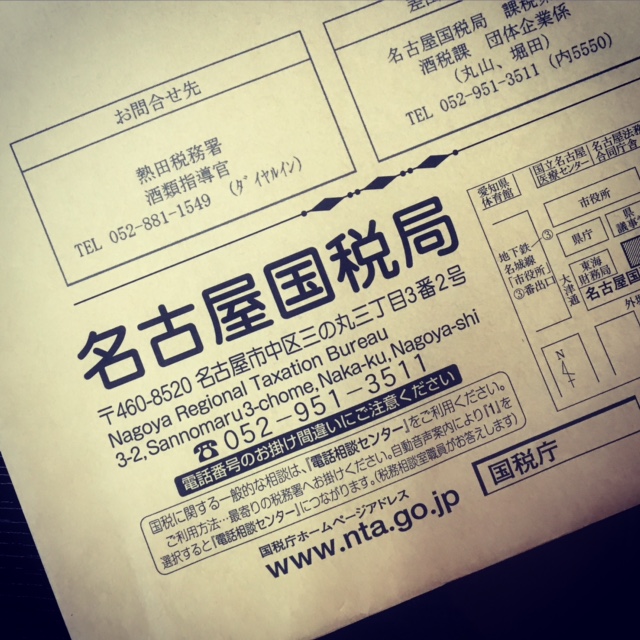 お問合せ先
熱田税務署
酒類指導官
TEL 052-881-1549 (ダイヤルイン)
名古屋国税局 課税
酒税課 団体企業係
(丸山、堀田)
TEL 052-951-3511 (内5550)
名古屋国税局
〒460-8520 名古屋市中区三の丸三丁目3番2号
Nagoya Regional Taxation Bureau
3-2,Sannomaru 3-chome,Naka-ku,Nagoya-shi
☎052-951-3511
電話番号のお掛け間違いにご注意ください
国税に関する一般的な相談は、「電話相談センター」をご利用ください。
ご利用方法…最寄りの税務署へお掛けください。自動音声案内により「1」を
選択すると「電話相談センター」につながります。(税務相談室職員がお答えします)
国税庁ホームページアドレス
www.nta.go.jp
国税庁
愛知県
体育館
国立名古屋
医療センター
名古屋法務
合同庁舎
市役所
地下鉄
名城線
「市役所」
③番出口
③
県庁
県
議事
東海
財務局
大津通
名古屋国
外
N